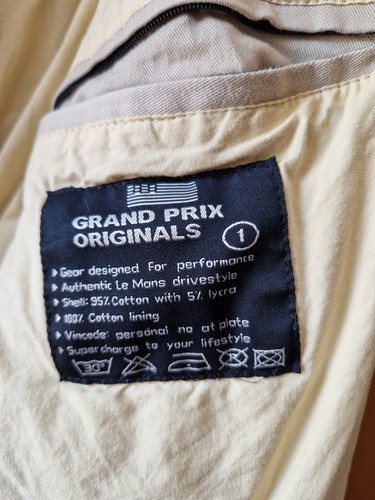 GRAND PRIX
ORIGINALS 1
Gear designed for performance
Authentic Le Mans drivestyle
Shell: 95% Cotton with 5% lycra
100% Cotton lining
Vincode: personal no at plate
Supercharge to your lifestyle
30°